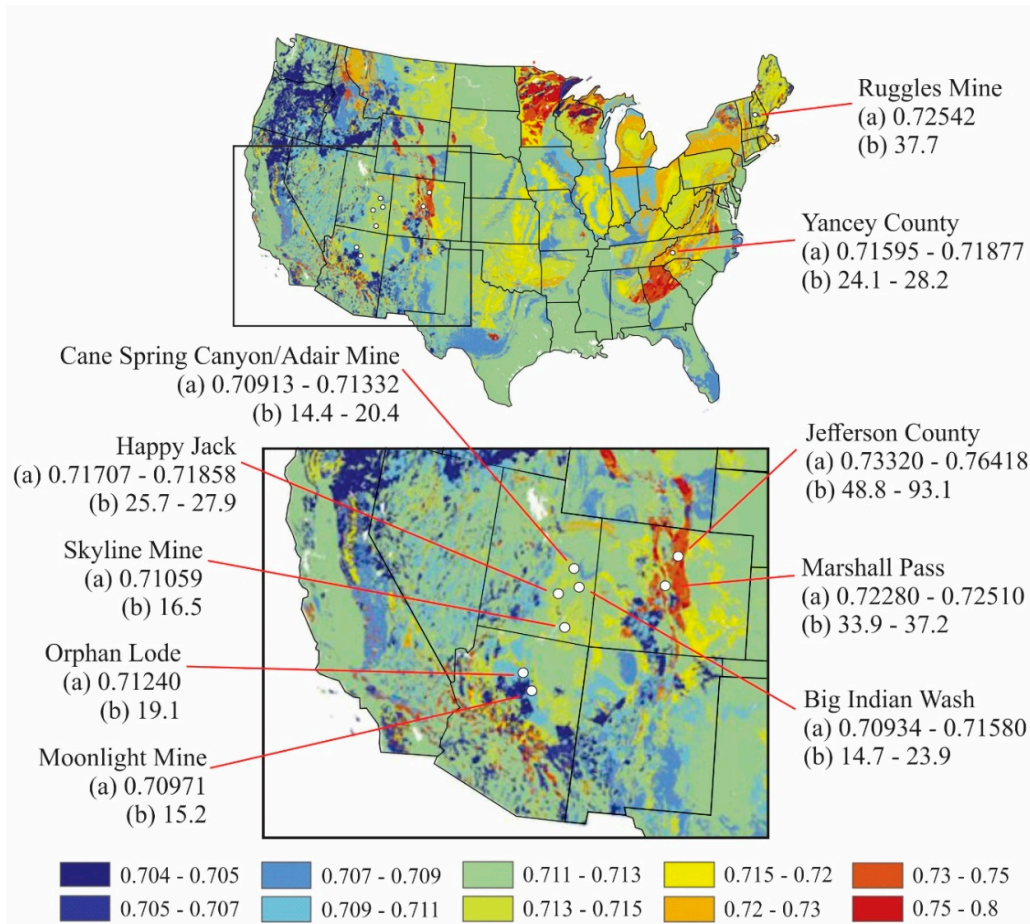 Ruggles Mine
(a) 0.72542
(b) 37.7
Yancey County
(a) 0.71595 - 0.71877
(b) 24.1 - 28.2
Cane Spring Canyon/Adair Mine
(a) 0.70913 - 0.71332
(b) 14.4 - 20.4
Happy Jack
(a) 0.71707 - 0.71858
(b) 25.7 - 27.9
Skyline Mine
(a) 0.71059
(b) 16.5
Orphan Lode
(a) 0.71240
(b) 19.1
Moonlight Mine
(a) 0.70971
(b) 15.2
Jefferson County
(a) 0.73320 - 0.76418
(b) 48.8 - 93.1
Marshall Pass
(a) 0.72280 - 0.72510
(b) 33.9 - 37.2
Big Indian Wash
(a) 0.70934 - 0.71580
(b) 14.7 - 23.9
0.704 - 0.705 0.707 - 0.709 0.711 - 0.713 0.715 - 0.72 0.73 - 0.75
0.705 - 0.707 0.709 - 0.711 0.713 - 0.715 0.72 - 0.73 0.75 - 0.8